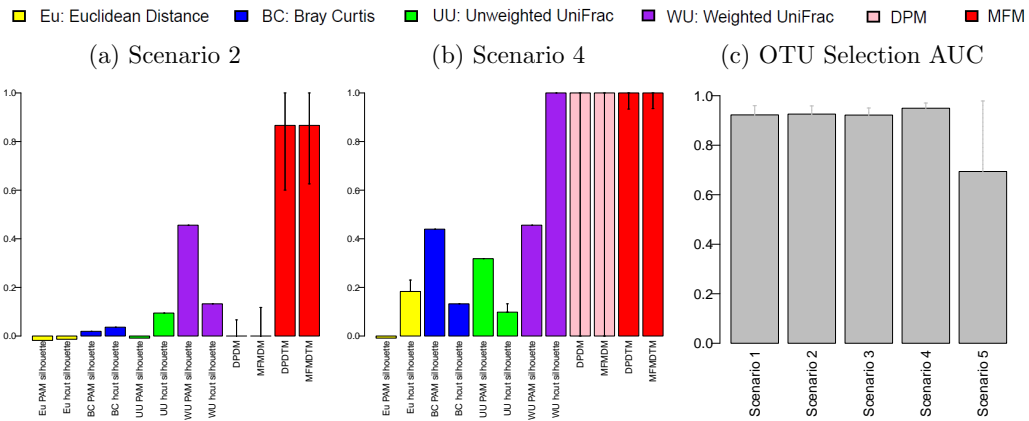 Eu: Euclidean Distance BC: Bray Curtis UU: Unweighted UniFrac WU: Weighted UniFrac DPM MFM
(a) Scenario 2 (b) Scenario 4 (c) OTU Selection AUC
1.0
0.8
0.6
0.4
0.2
0.0
Eu PAM silhouette
Eu hcut silhouette
BC PAM silhouette
BC hcut silhouette
UU PAM silhouette
UU hcut silhouette
WU PAM silhouette
WU hcut silhouette
DPDM
MFMDM
DPDTM
MFMDTM
1.0
0.8
0.6
0.4
0.2
0.0
Eu PAM silhouette
Eu hcut silhouette
BC PAM silhouette
BC hcut silhouette
UU PAM silhouette
UU hcut silhouette
WU PAM silhouette
WU hcut silhouette
DPDM
MFMDM
DPDTM
MFMDTM
1.0
0.8
0.6
0.4
0.2
0.0
Scenario 1
Scenario 2
Scenario 3
Scenario 4
Scenario 5